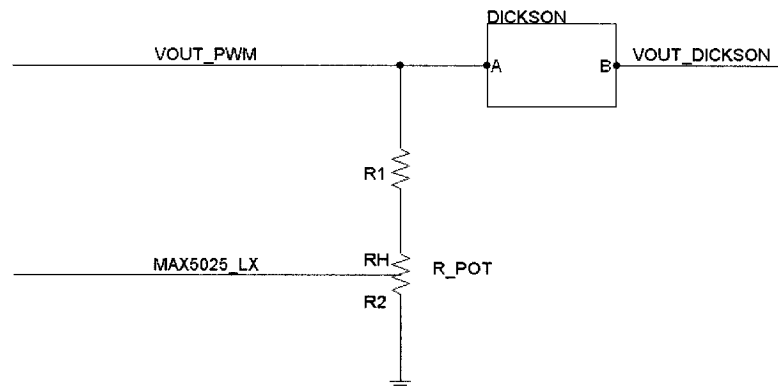 DICKSON
VOUT_PWM
A
B
VOUT_DICKSON
R1
RH
MAX5025_LX
R_POT
R2